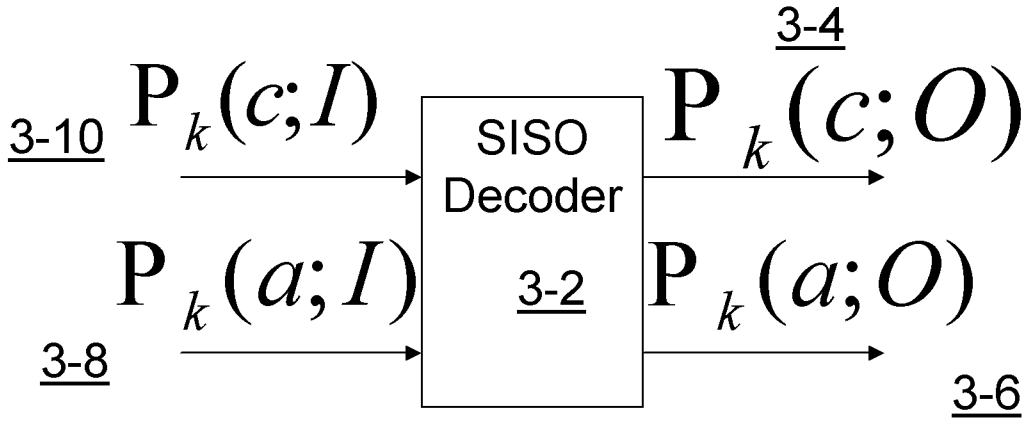 3-4
3-10 P_k(c;I)
P_k(c;O)
SISO
Decoder
P_k(a;I)
3-2
P_k(a;O)
3-8
3-6